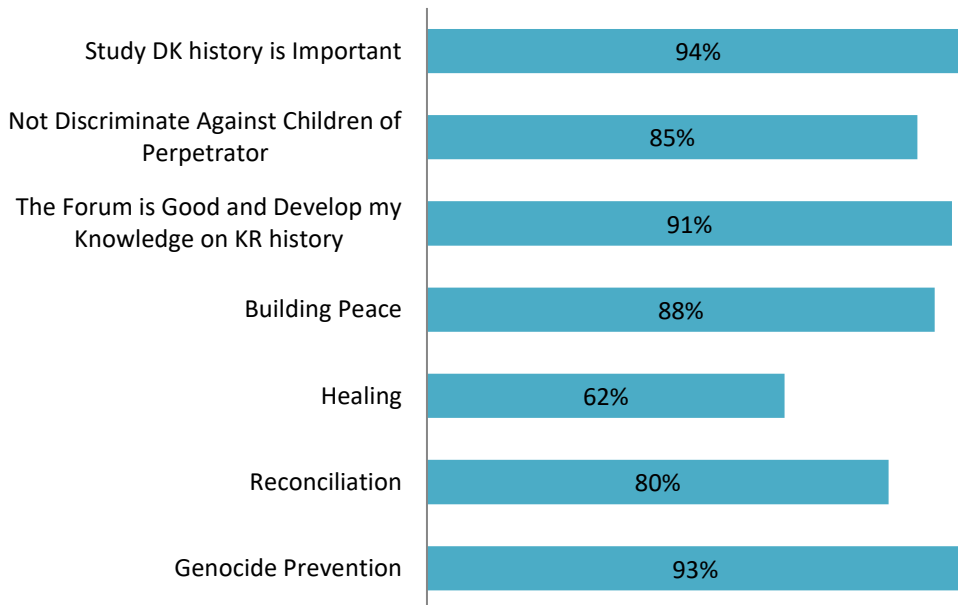 Study DK history is Important
94%
Not Discriminate Against Children of
Perpetrator
85%
The Forum is Good and Develop my
Knowledge on KR history
91%
Building Peace
88%
Healing
62%
Reconciliation
80%
Genocide Prevention
93%